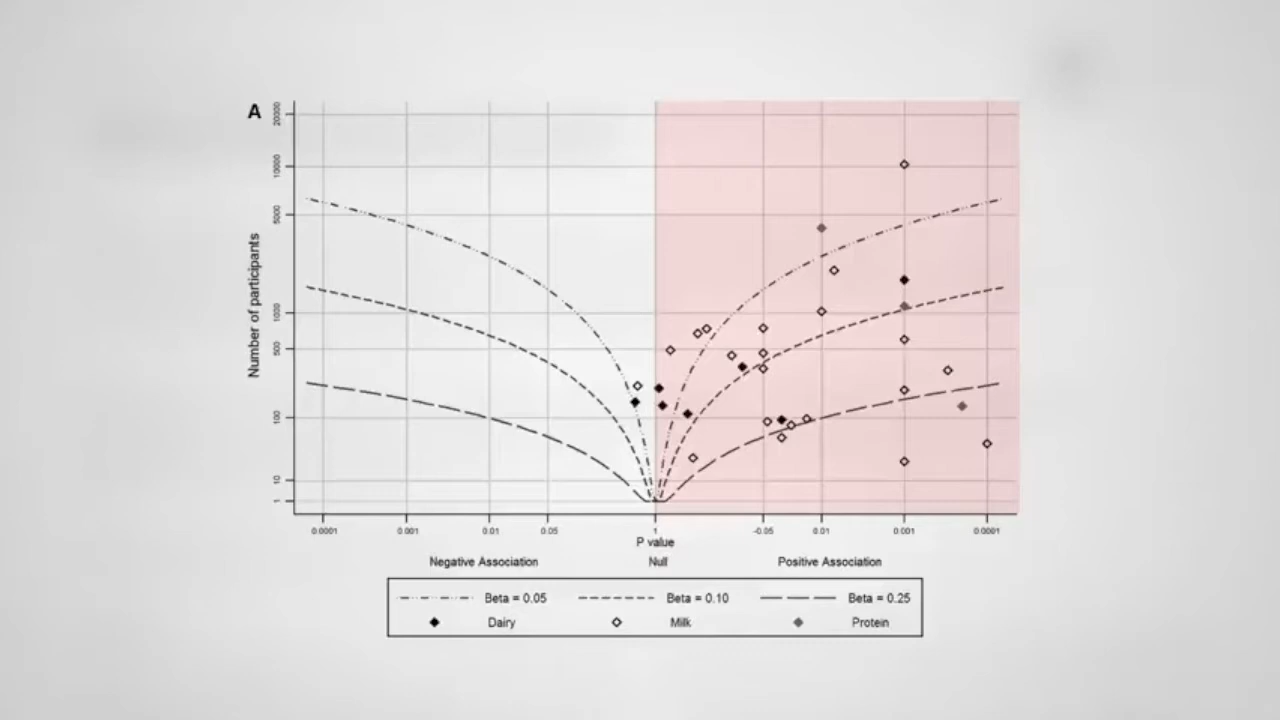 A
20000
10000
5000
1000
500
100
10
1
Number of participants
0.0001 0.001 0.01 0.05 1 -0.05 0.01 0.001 0.0001
P value
Negative Association Null Positive Association
Beta = 0.05 Beta = 0.10 Beta = 0.25
Dairy Milk Protein